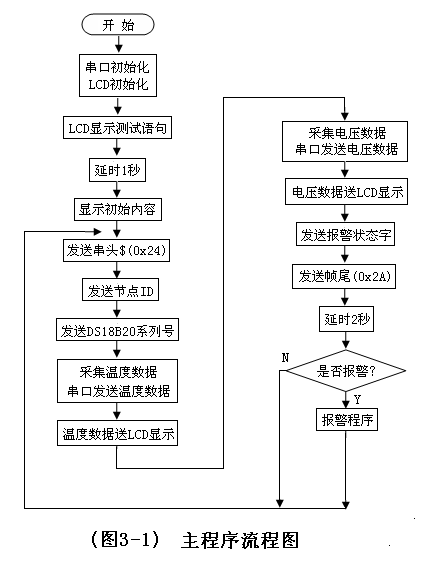 开 始
串口初始化
LCD初始化
LCD显示测试语句
延时1秒
显示初始内容
发送串头$(0x24)
发送节点ID
发送DS18B20系列号
采集温度数据
串口发送温度数据
温度数据送LCD显示
采集电压数据
串口发送电压数据
电压数据送LCD显示
发送报警状态字
发送帧尾(0x2A)
延时2秒
N
是否报警?
Y
报警程序
(图3-1) 主程序流程图